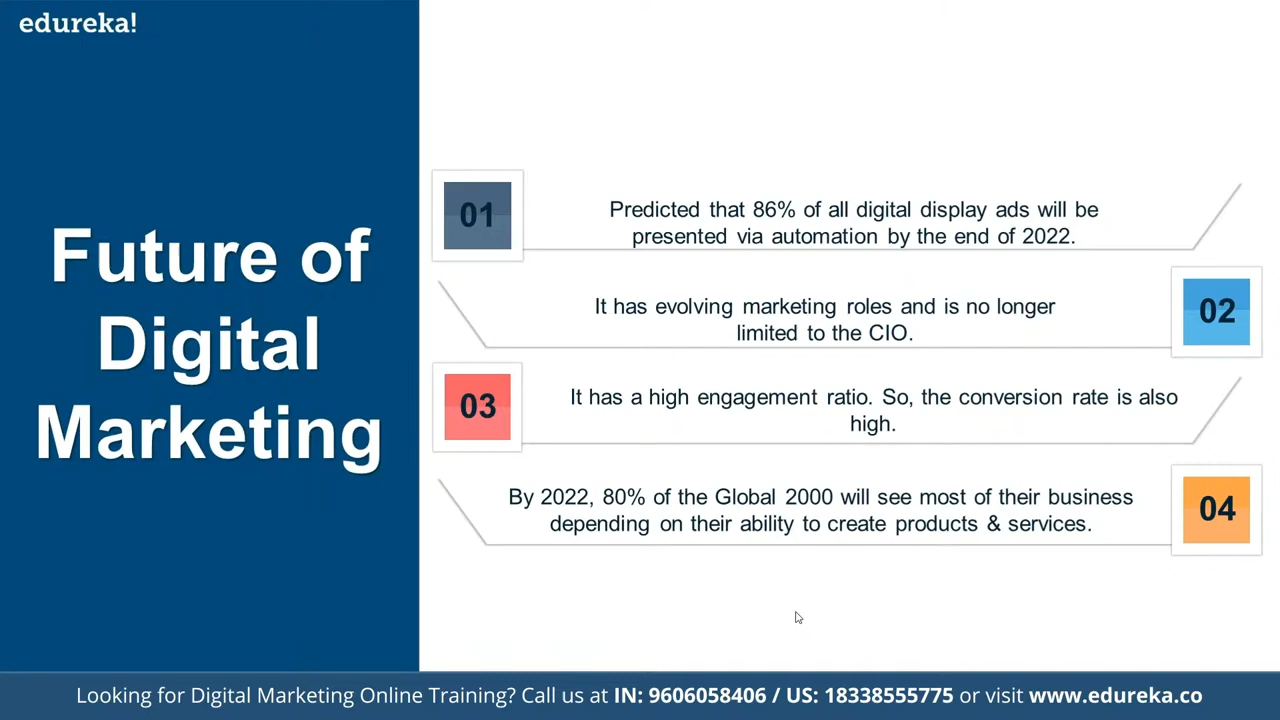 edureka!
Future of
Digital
Marketing
01
Predicted that 86% of all digital display ads will be
presented via automation by the end of 2022.
It has evolving marketing roles and is no longer
limited to the CIO.
02
03
It has a high engagement ratio. So, the conversion rate is also
high.
By 2022, 80% of the Global 2000 will see most of their business
depending on their ability to create products & services.
04
Looking for Digital Marketing Online Training? Call us at IN: 9606058406 / US: 18338555775 or visit www.edureka.co